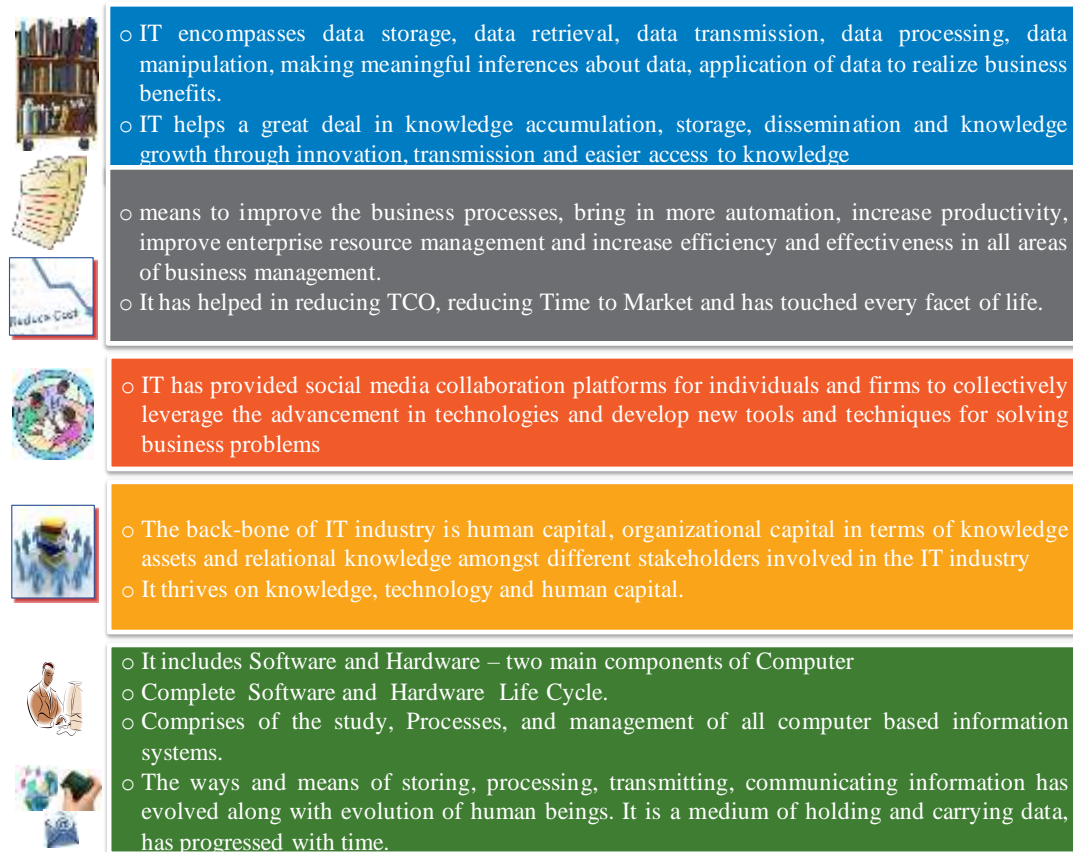 o IT encompasses data storage, data retrieval, data transmission, data processing, data
manipulation, making meaningful inferences about data, application of data to realize business
benefits.
o IT helps a great deal in knowledge accumulation, storage, dissemination and knowledge
growth through innovation, transmission and easier access to knowledge
o means to improve the business processes, bring in more automation, increase productivity,
improve enterprise resource management and increase efficiency and effectiveness in all areas
of business management.
o It has helped in reducing TCO, reducing Time to Market and has touched every facet of life.
Reduce Cost
o IT has provided social media collaboration platforms for individuals and firms to collectively
leverage the advancement in technologies and develop new tools and techniques for solving
business problems
o The back-bone of IT industry is human capital, organizational capital in terms of knowledge
assets and relational knowledge amongst different stakeholders involved in the IT industry
o It thrives on knowledge, technology and human capital.
o It includes Software and Hardware – two main components of Computer
o Complete Software and Hardware Life Cycle.
o Comprises of the study, Processes, and management of all computer based information
systems.
o The ways and means of storing, processing, transmitting, communicating information has
evolved along with evolution of human beings. It is a medium of holding and carrying data,
has progressed with time.
@